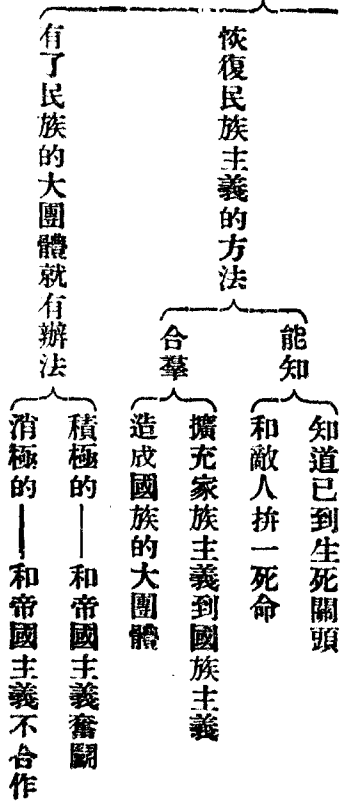 恢復民族主義的方法
能知
知道已到生死關頭
和敵人拚一死命
合羣
擴充家族主義到國族主義
造成國族的大團體
有了民族的大團體就有辦法
積極的——和帝國主義奮鬭
消極的——和帝國主義不合作